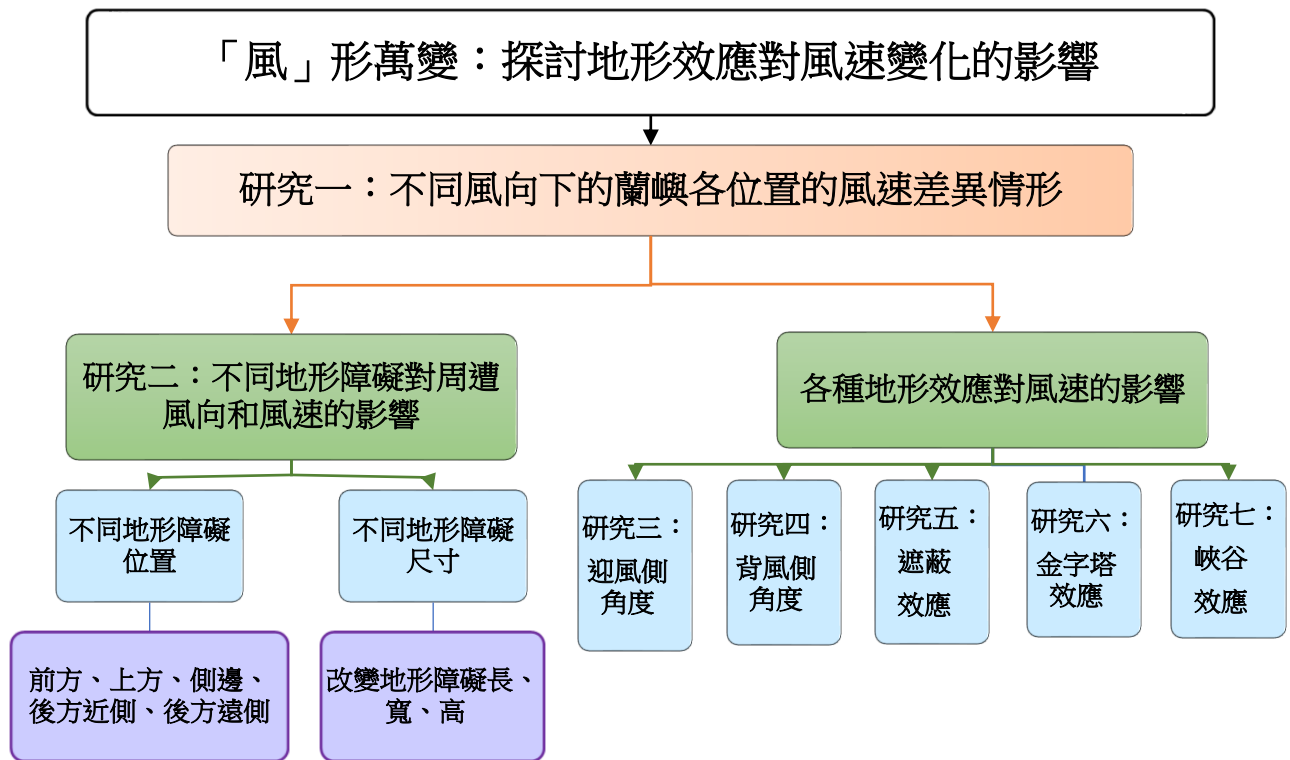 「風」形萬變：探討地形效應對風速變化的影響
研究一：不同風向下的蘭嶼各位置的風速差異情形
研究二：不同地形障礙對周遭
風向和風速的影響
各種地形效應對風速的影響
不同地形障礙
位置
不同地形障礙
尺寸
研究三：
迎風側
角度
研究四：
背風側
角度
研究五：
遮蔽
效應
研究六：
金字塔
效應
研究七：
峽谷
效應
前方、上方、側邊、
後方近側、後方遠側
改變地形障礙長、
寬、高